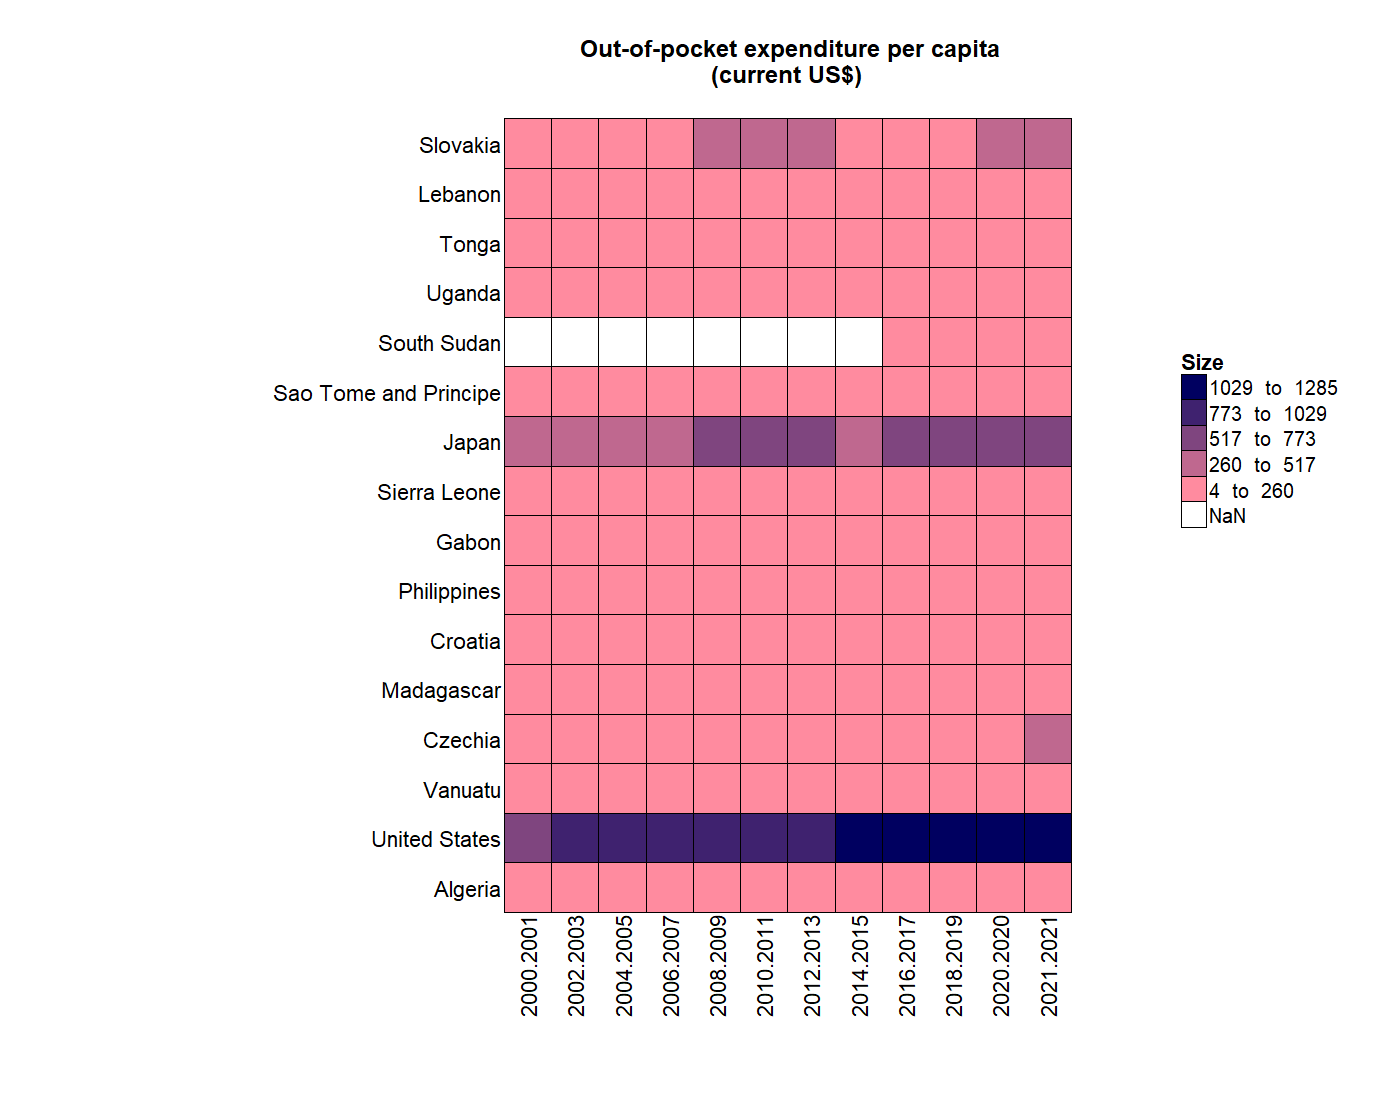 Out-of-pocket expenditure per capita
(current US$)
Slovakia
Lebanon
Tonga
Uganda
South Sudan
Sao Tome and Principe
Japan
Sierra Leone
Gabon
Philippines
Croatia
Madagascar
Czechia
Vanuatu
United States
Algeria
2000.2001
2002.2003
2004.2005
2006.2007
2008.2009
2010.2011
2012.2013
2014.2015
2016.2017
2018.2019
2020.2020
2021.2021
Size
1029 to 1285
773 to 1029
517 to 773
260 to 517
4 to 260
NaN